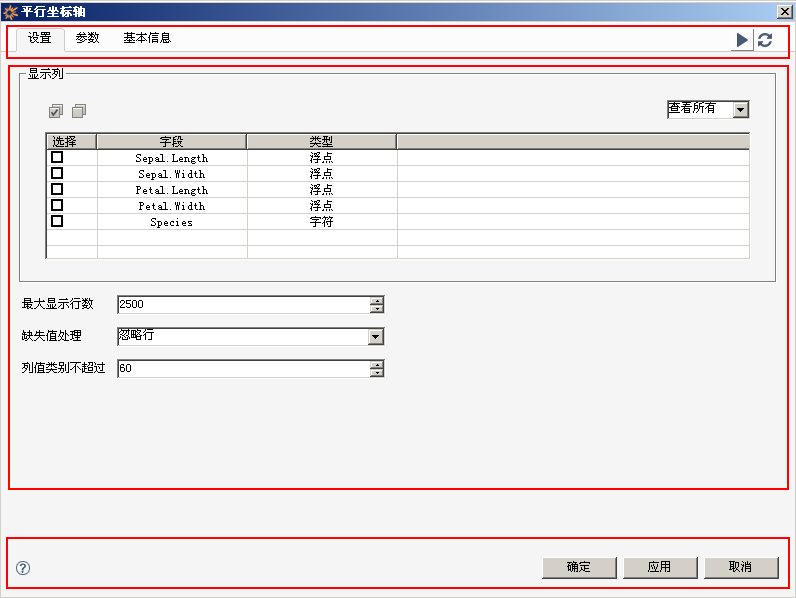 平行坐标轴
设置 参数 基本信息
显示列
查看所有
选择 字段 类型
Sepal.Length 浮点
Sepal.Width 浮点
Petal.Length 浮点
Petal.Width 浮点
Species 字符
最大显示行数 2500
缺失值处理 忽略行
列值类别不超过 60
? 确定 应用 取消